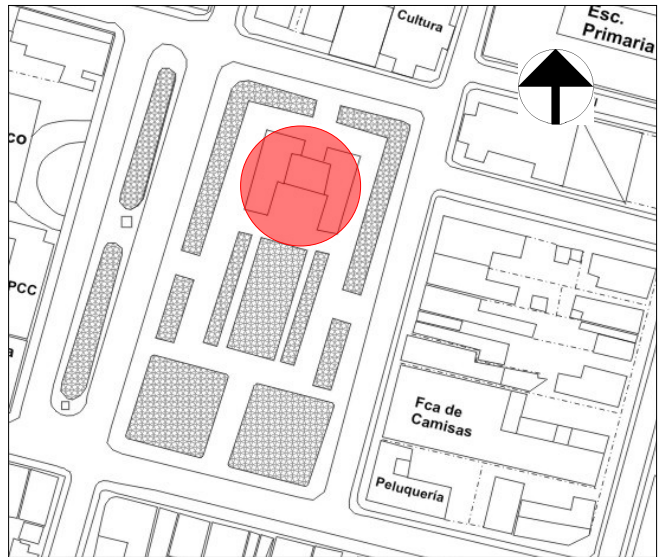 Cultura
Esc.
Primaria
co
PCC
a
Fca de
Camisas
Peluquería